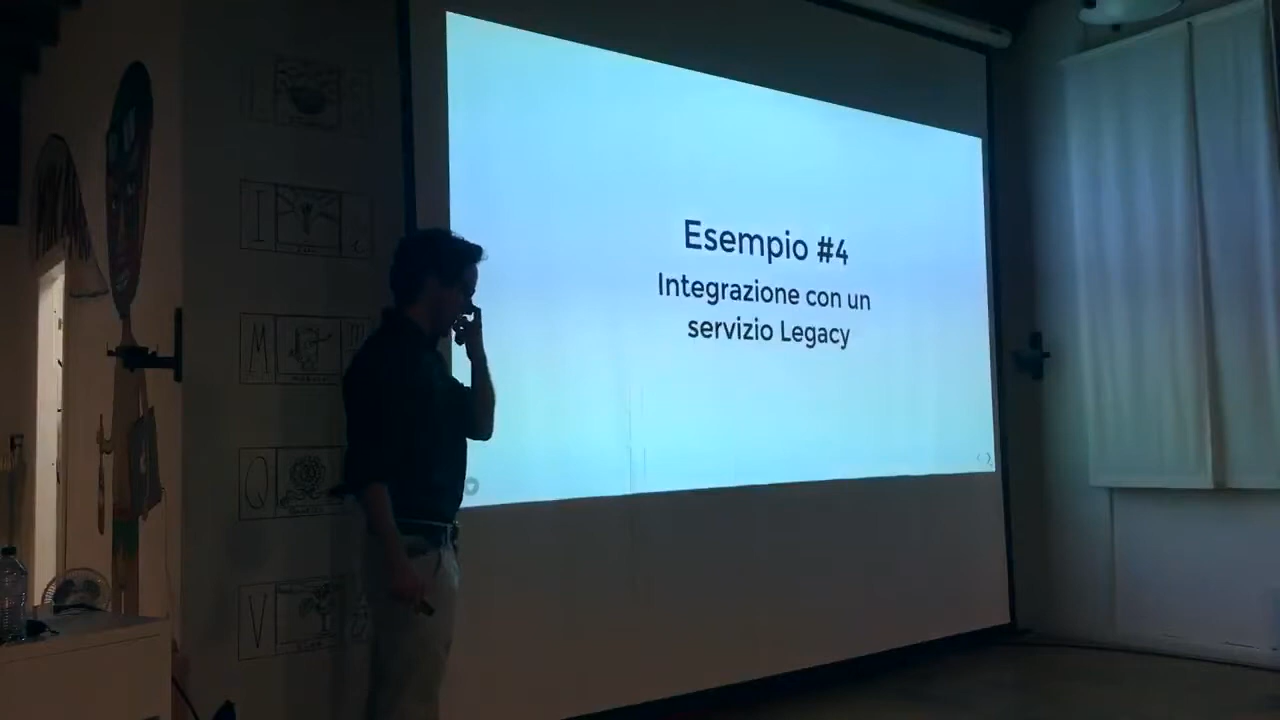 Esempio #4
Integrazione con un
servizio Legacy
I
M
Q
V